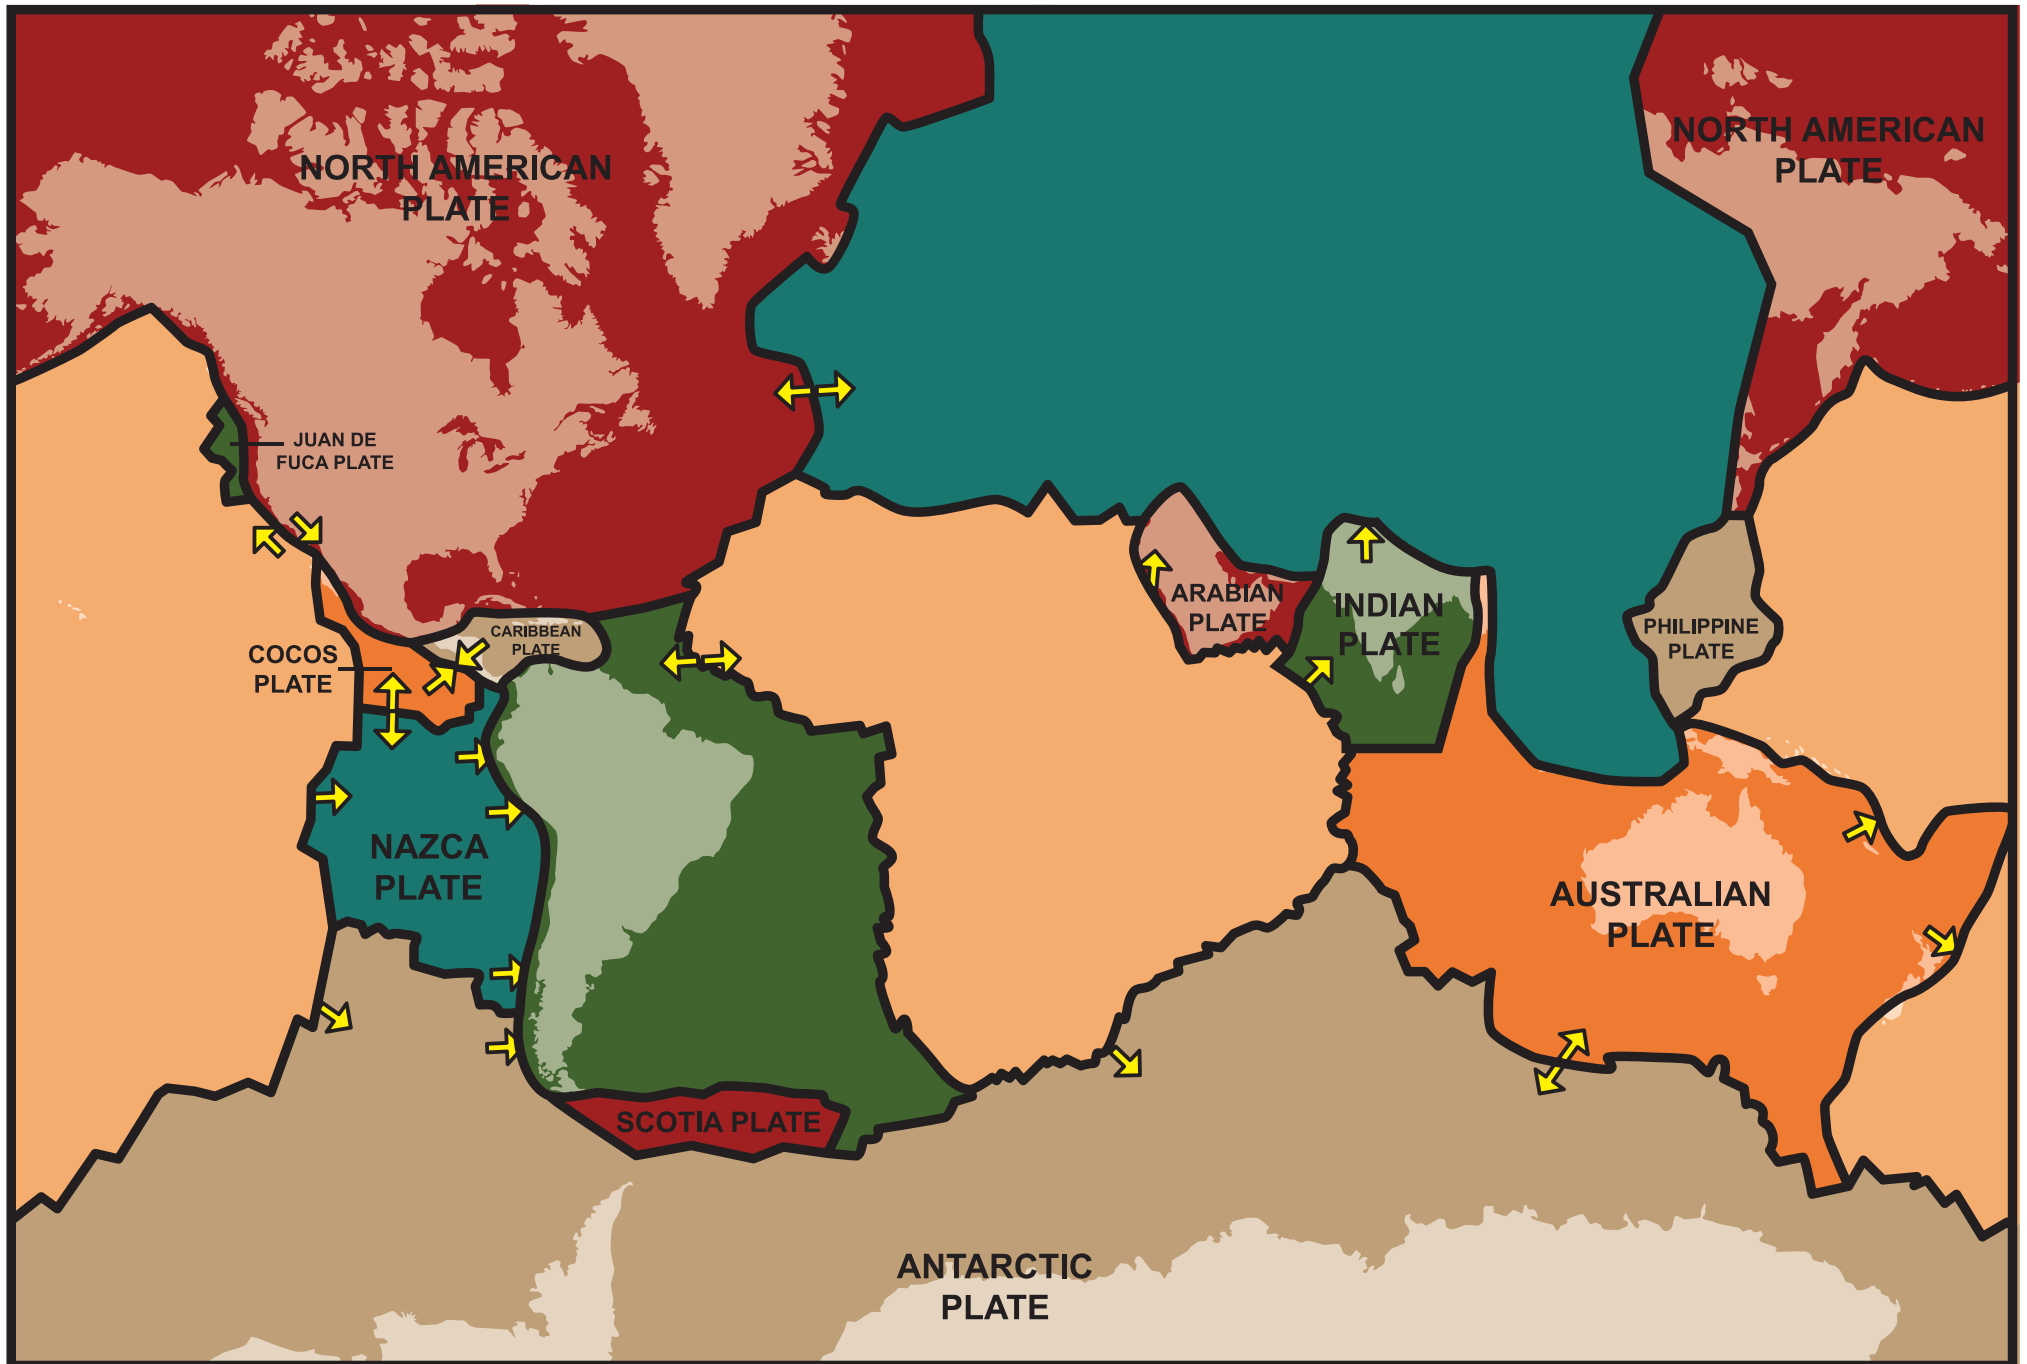 NORTH AMERICAN
PLATE
NORTH AMERICAN
PLATE
JUAN DE
FUCA PLATE
CARIBBEAN
PLATE
COCOS
PLATE
ARABIAN
PLATE
INDIAN
PLATE
PHILIPPINE
PLATE
NAZCA
PLATE
AUSTRALIAN
PLATE
SCOTIA PLATE
ANTARCTIC
PLATE